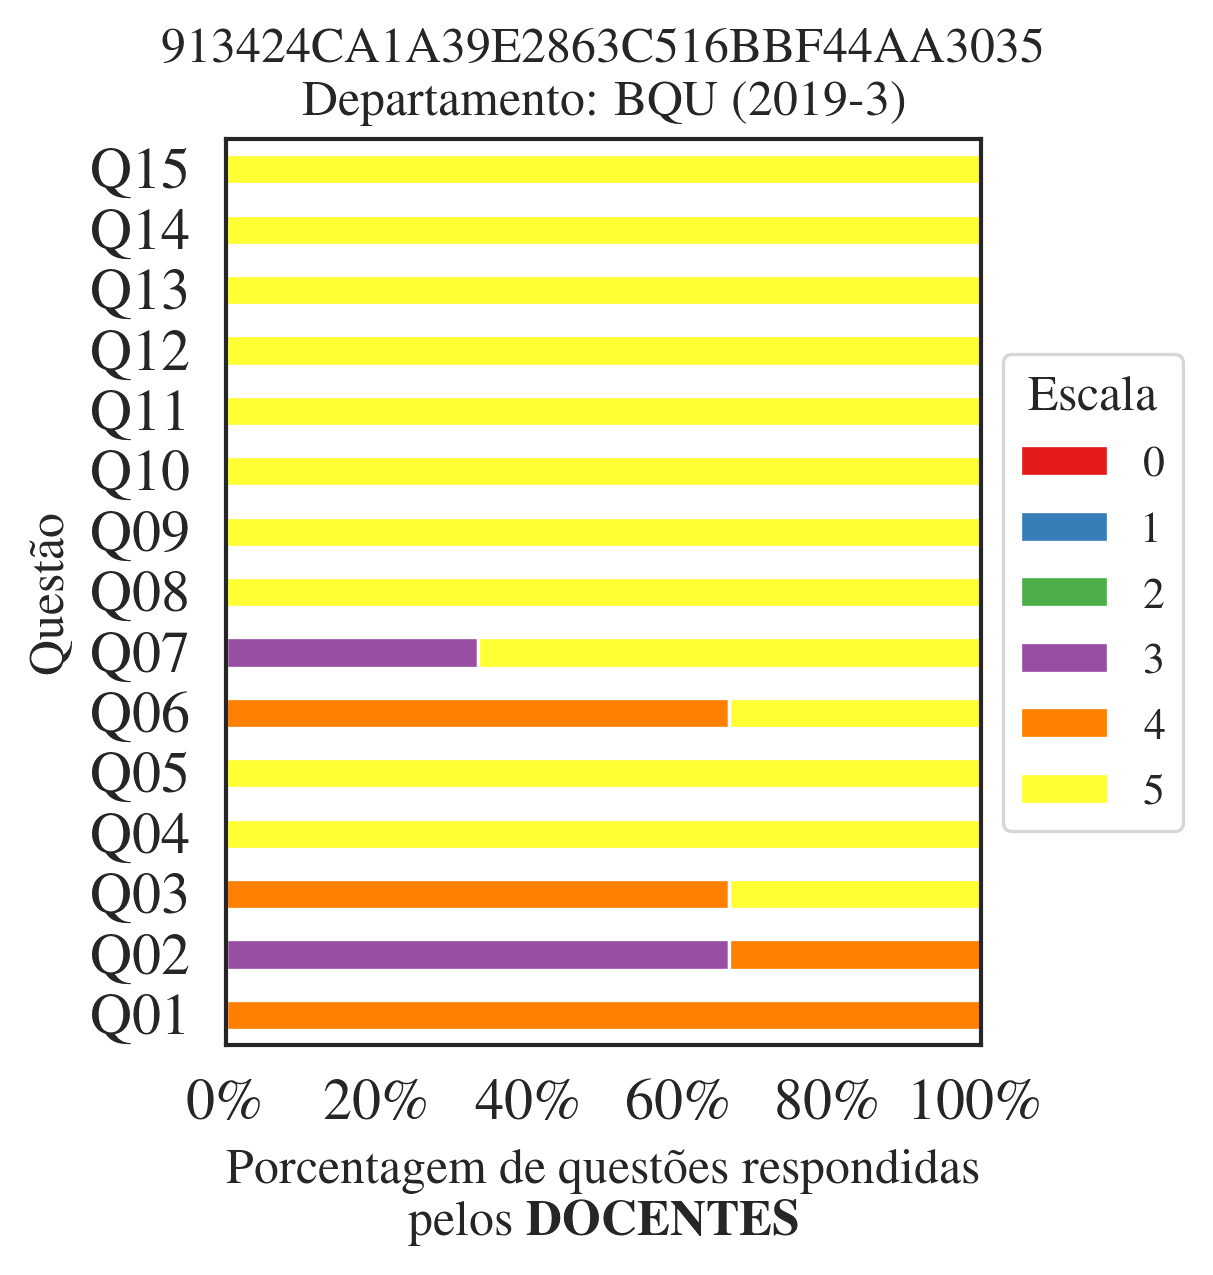 913424CA1A39E2863C516BBF44AA3035
Departamento: BQU (2019-3)
Q15
Q14
Q13
Q12
Q11
Q10
Q09
Q08
Q07
Q06
Q05
Q04
Q03
Q02
Q01
Questão
0% 20% 40% 60% 80% 100%
Porcentagem de questões respondidas
pelos DOCENTES
Escala
0
1
2
3
4
5